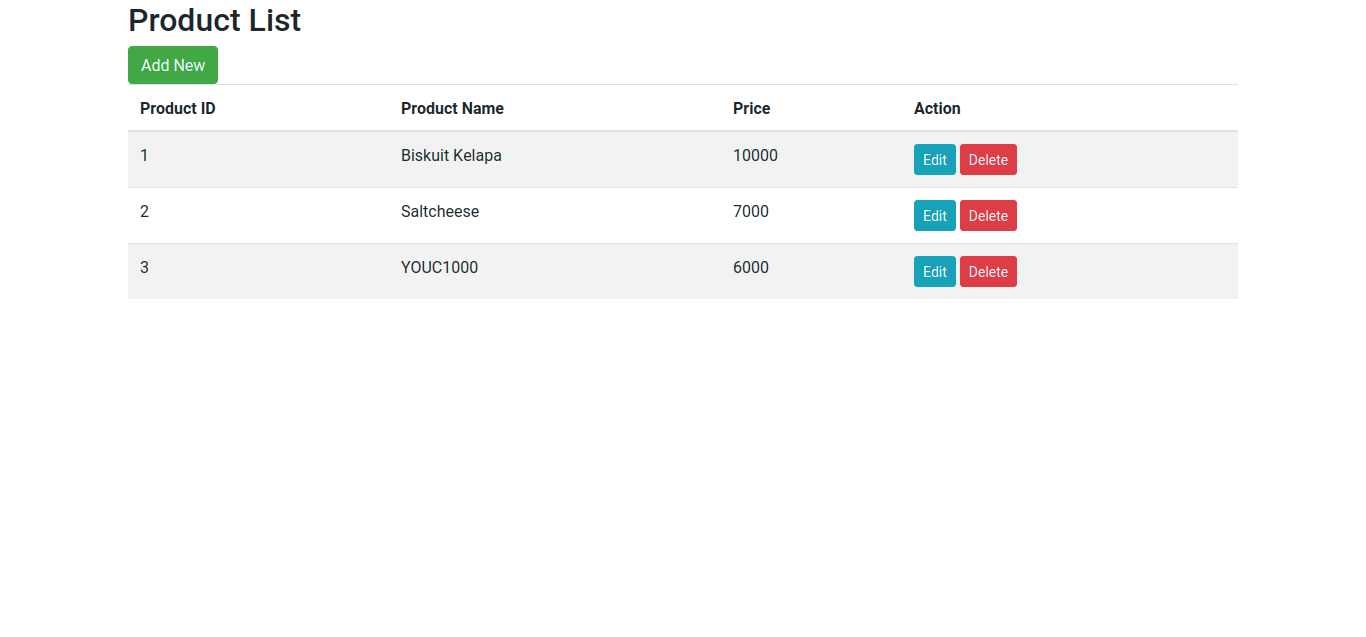 Product List
Add New
Product ID Product Name Price Action
1 Biskuit Kelapa 10000 Edit Delete
2 Saltcheese 7000 Edit Delete
3 YOUC1000 6000 Edit Delete